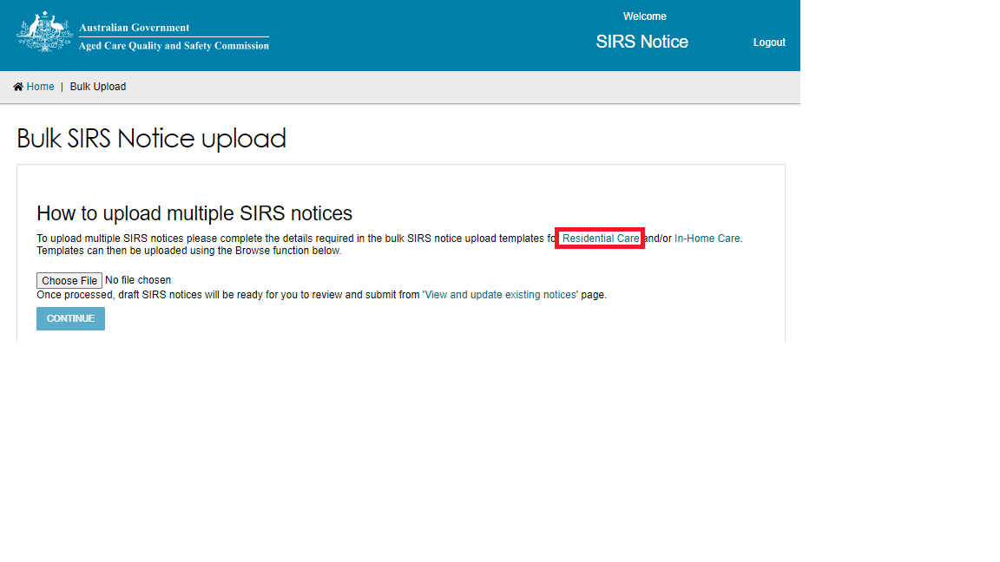 Australian Government
Aged Care Quality and Safety Commission
Welcome
SIRS Notice
Logout
Home | Bulk Upload
Bulk SIRS Notice upload
How to upload multiple SIRS notices
To upload multiple SIRS notices please complete the details required in the bulk SIRS notice upload templates Residential Care and/or In-Home Care.
Templates can then be uploaded using the Browse function below.
Choose File No file chosen
Once processed, draft SIRS notices will be ready for you to review and submit from 'View and update existing notices' page.
CONTINUE